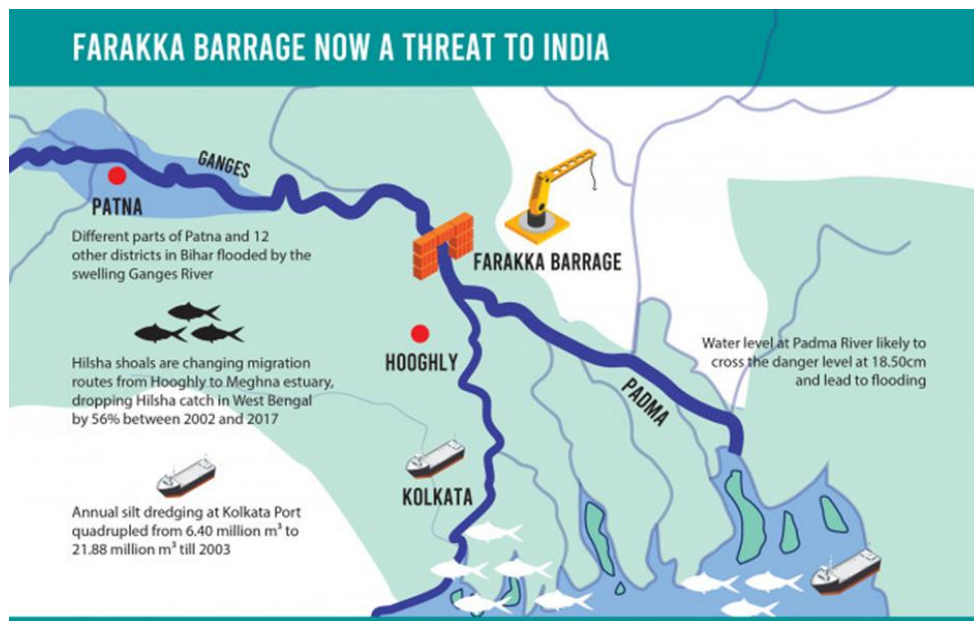 FARAKKA BARRAGE NOW A THREAT TO INDIA
GANGES
PATNA
Different parts of Patna and 12
other districts in Bihar flooded by the
swelling Ganges River
FARAKKA BARRAGE
Hilsha shoals are changing migration
routes from Hooghly to Meghna estuary,
dropping Hilsha catch in West Bengal
by 56% between 2002 and 2017
HOOGHLY
Water level at Padma River likely to
cross the danger level at 18.50cm
and lead to flooding
PADMA
KOLKATA
Annual silt dredging at Kolkata Port
quadrupled from 6.40 million m³ to
21.88 million m³ till 2003